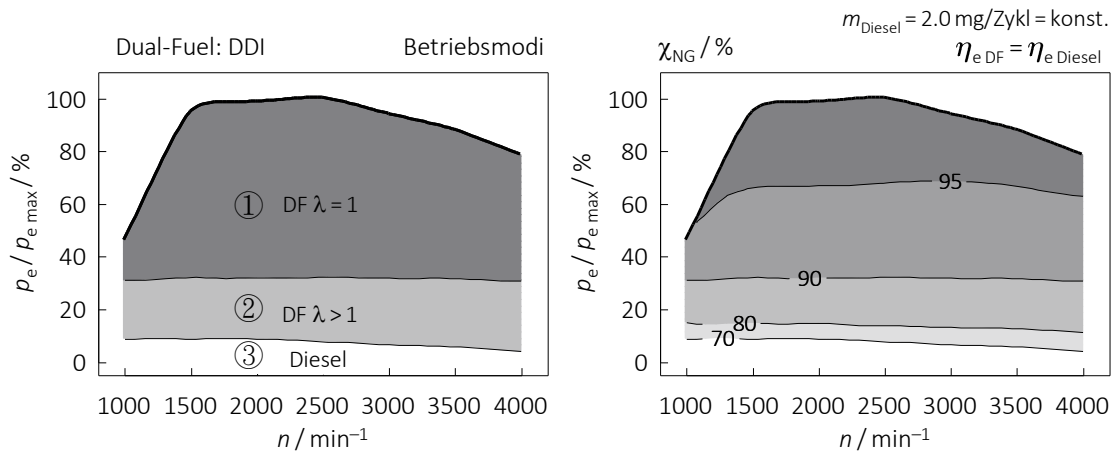 Dual-Fuel: DDI Betriebsmodi
100
80
60
40
20
0
p_e / p_e max / %
① DF λ = 1
② DF λ > 1
③ Diesel
1000 1500 2000 2500 3000 3500 4000
n / min⁻¹
m_Diesel = 2.0 mg/Zykl = konst.
χ_NG / % η_e DF = η_e Diesel
100
80
60
40
20
0
p_e / p_e max / %
95
90
80
70
1000 1500 2000 2500 3000 3500 4000
n / min⁻¹